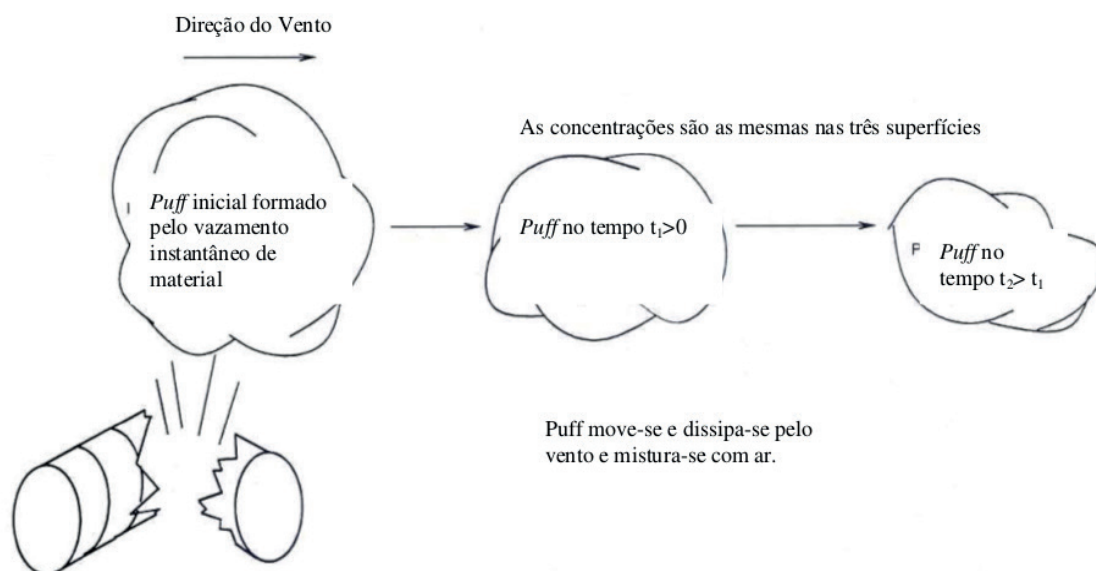 Direção do Vento
As concentrações são as mesmas nas três superfícies
Puff inicial formado
pelo vazamento
instantâneo de
material
Puff no tempo t₁>0
Puff no
tempo t₂> t₁
Puff move-se e dissipa-se pelo
vento e mistura-se com ar.